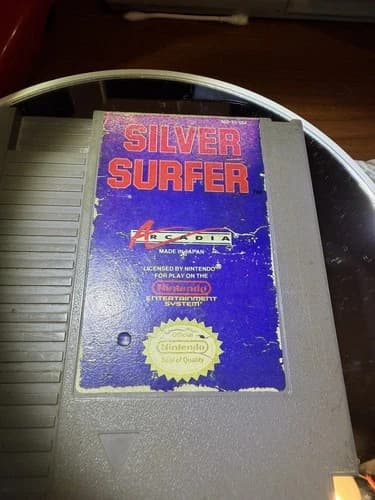 SILVER
SURFER
TM
ARCADIA
MADE IN JAPAN
LICENSED BY NINTENDO®
FOR PLAY ON THE
Nintendo
ENTERTAINMENT
SYSTEM®
Official
Nintendo
Seal of Quality